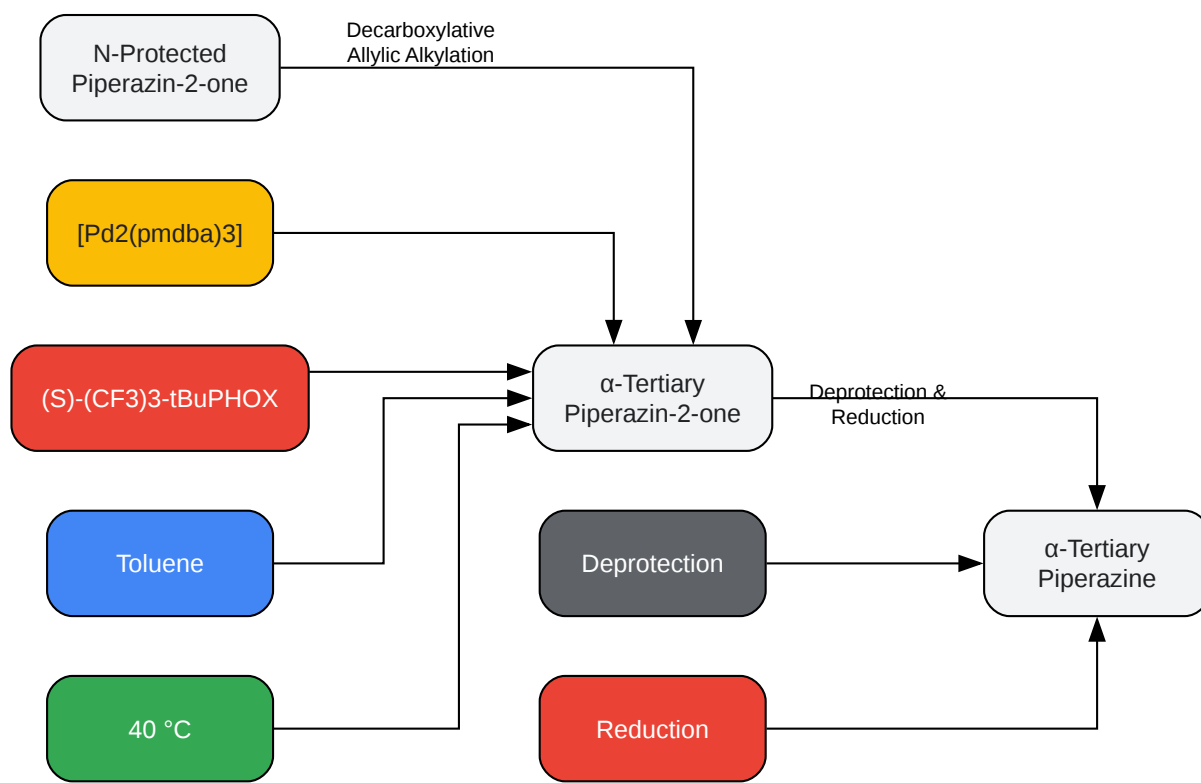 N-Protected
Piperazin-2-one
Decarboxylative
Allylic Alkylation
[Pd2(pmdba)3]
(S)-(CF3)3-tBuPHOX
α-Tertiary
Piperazin-2-one
Deprotection &
Reduction
Toluene
Deprotection
α-Tertiary
Piperazine
40 °C
Reduction